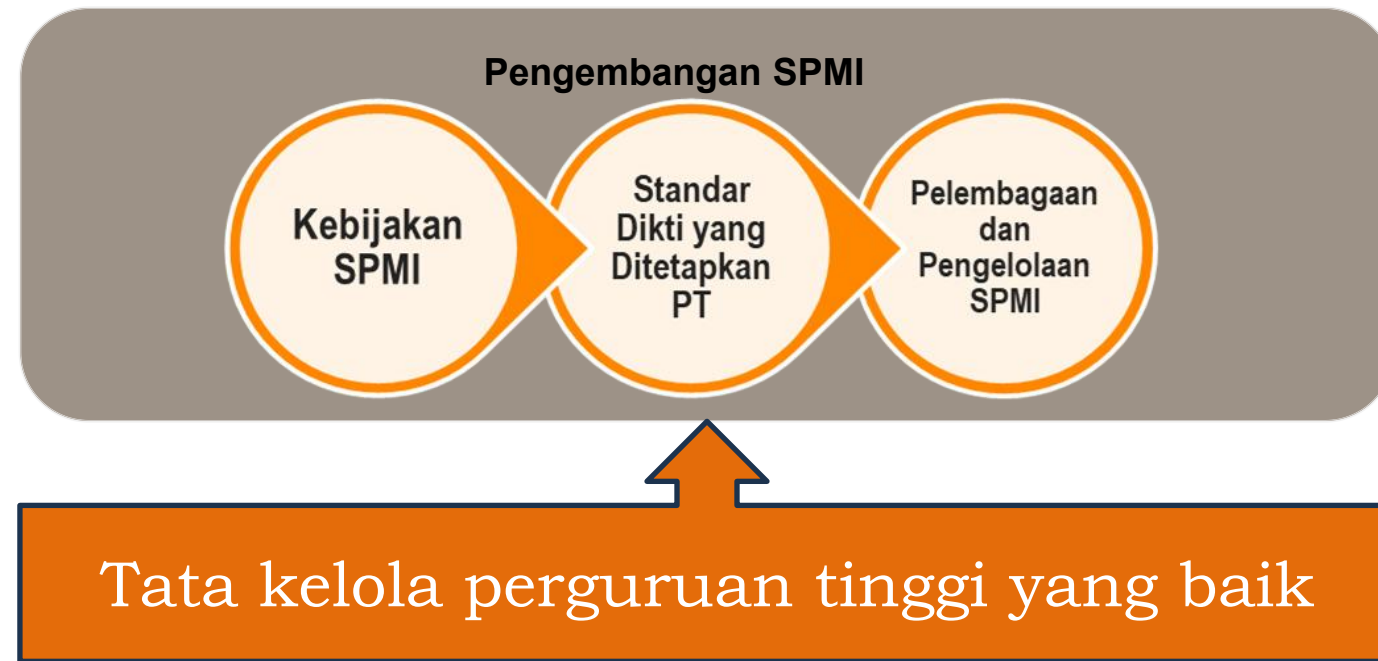 Pengembangan SPMI
Kebijakan
SPMI
Standar
Dikti yang
Ditetapkan
PT
Pelembagaan
dan
Pengelolaan
SPMI
Tata kelola perguruan tinggi yang baik